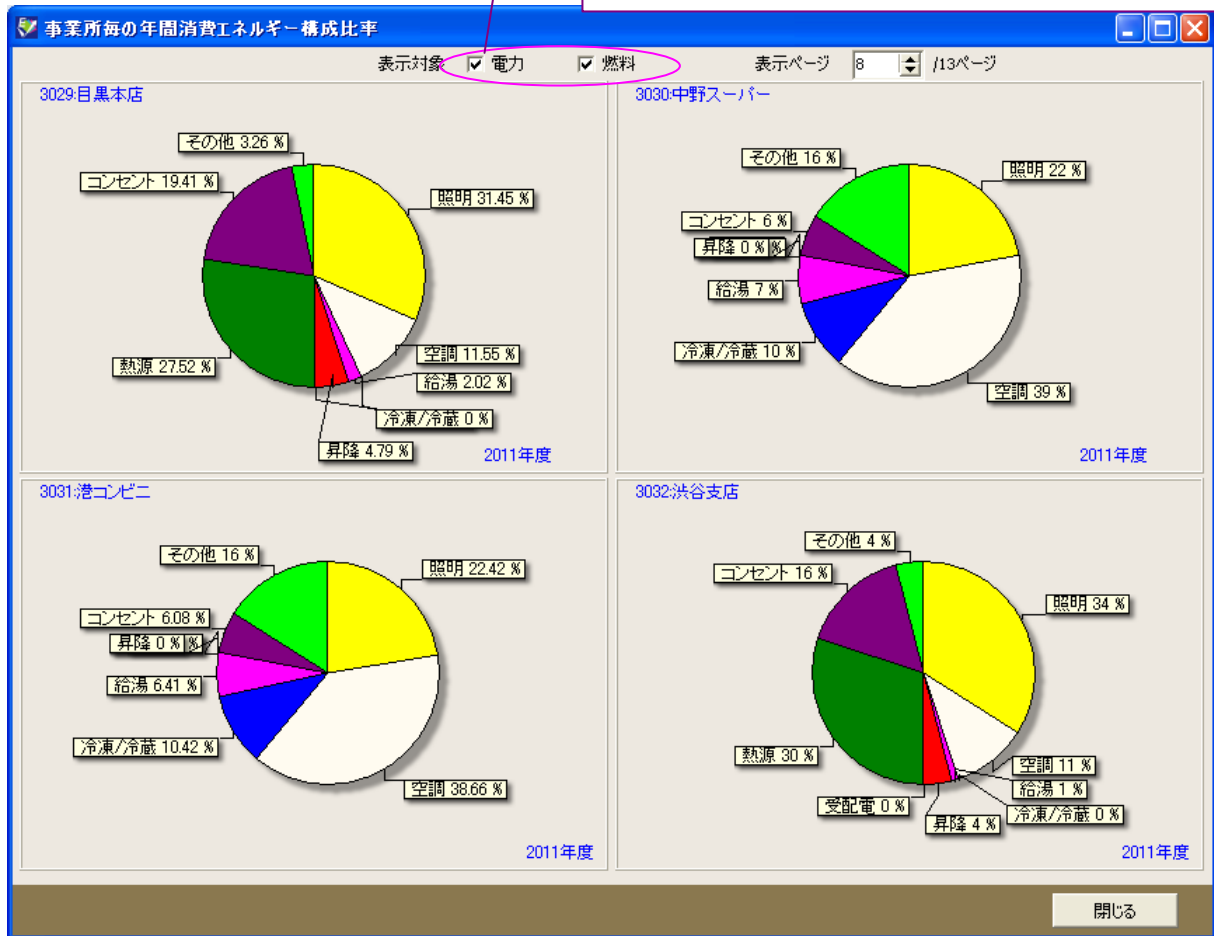 事業所毎の年間消費エネルギー構成比率
表示対象 電力 燃料 表示ページ 8 /13ページ
3029:目黒本店
その他 3.26 %
コンセント 19.41 %
照明 31.45 %
熱源 27.52 %
空調 11.55 %
給湯 2.02 %
冷凍/冷蔵 0 %
昇降 4.79 %
2011年度
3030:中野スーパー
その他 16 %
照明 22 %
コンセント 6 %
昇降 0 % %
給湯 7 %
冷凍/冷蔵 10 %
空調 39 %
2011年度
3031:港コンビニ
その他 16 %
照明 22.42 %
コンセント 6.08 %
昇降 0 % %
給湯 6.41 %
冷凍/冷蔵 10.42 %
空調 38.66 %
2011年度
3032:渋谷支店
その他 4 %
コンセント 16 %
照明 34 %
熱源 30 %
空調 11 %
給湯 1 %
受配電 0 %
冷凍/冷蔵 0 %
昇降 4 %
2011年度
閉じる